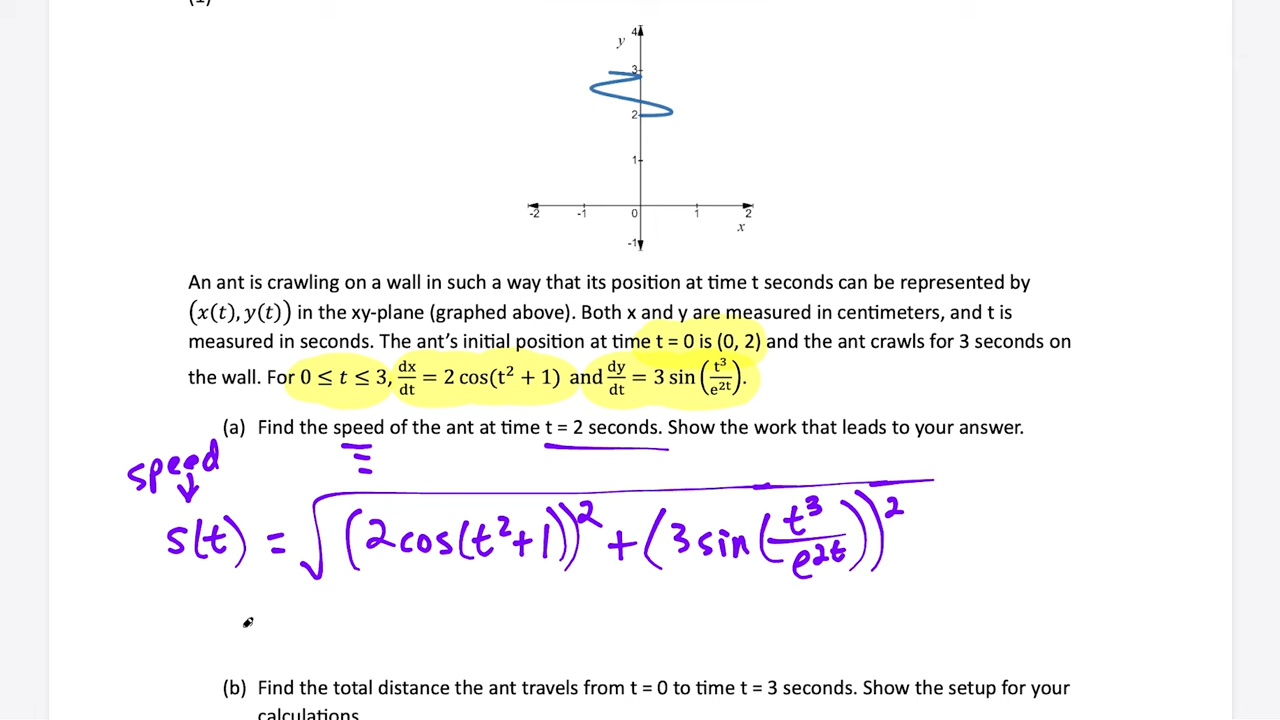 (1)
4
y
3
2
1
-2 -1 0 1 2
x
-1
An ant is crawling on a wall in such a way that its position at time t seconds can be represented by
(x(t), y(t)) in the xy-plane (graphed above). Both x and y are measured in centimeters, and t is
measured in seconds. The ant's initial position at time t = 0 is (0, 2) and the ant crawls for 3 seconds on
the wall. For 0 ≤ t ≤ 3, dx/dt = 2 cos(t² + 1) and dy/dt = 3 sin(t³/e²ᵗ).
(a) Find the speed of the ant at time t = 2 seconds. Show the work that leads to your answer.
speed
s(t) = √((2cos(t²+1))² + (3sin(t³/e²ᵗ))²)
(b) Find the total distance the ant travels from t = 0 to time t = 3 seconds. Show the setup for your
calculations.